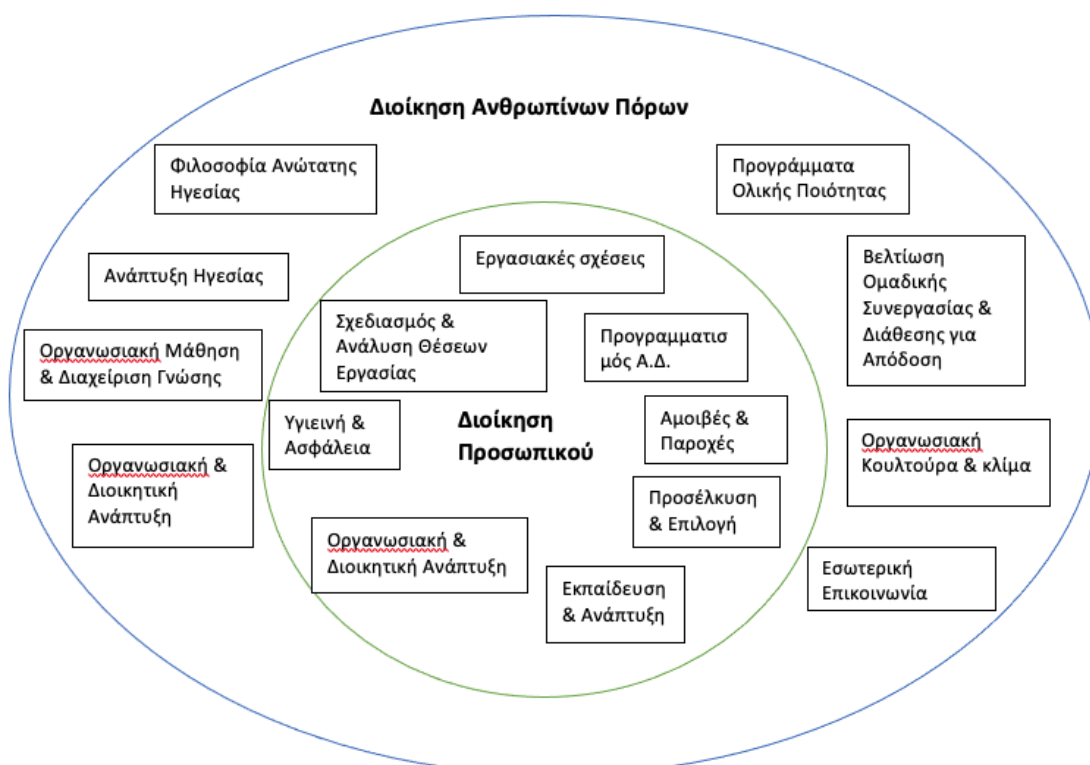 Διοίκηση Ανθρωπίνων Πόρων
Φιλοσοφία Ανώτατης
Ηγεσίας
Προγράμματα
Ολικής Ποιότητας
Εργασιακές σχέσεις
Ανάπτυξη Ηγεσίας
Βελτίωση
Ομαδικής
Συνεργασίας &
Διάθεσης για
Απόδοση
Σχεδιασμός &
Ανάλυση Θέσεων
Εργασίας
Προγραμματισ
μός Α.Δ.
Οργανωσιακή Μάθηση
& Διαχείριση Γνώσης
Υγιεινή &
Ασφάλεια
Διοίκηση
Προσωπικού
Αμοιβές &
Παροχές
Οργανωσιακή
Κουλτούρα & κλίμα
Οργανωσιακή &
Διοικητική
Ανάπτυξη
Προσέλκυση
& Επιλογή
Οργανωσιακή &
Διοικητική Ανάπτυξη
Εκπαίδευση
& Ανάπτυξη
Εσωτερική
Επικοινωνία